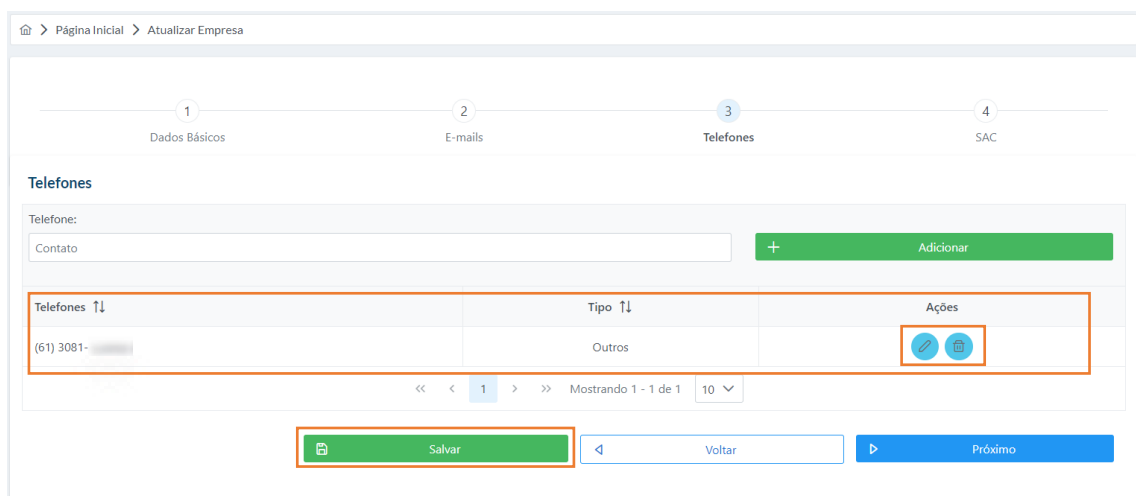 Página Inicial Atualizar Empresa
1 2 3 4
Dados Básicos E-mails Telefones SAC
Telefones
Telefone:
Contato Adicionar
Telefones Tipo Ações
(61) 3081- Outros
« < 1 > » Mostrando 1 - 1 de 1 10
Salvar Voltar Próximo